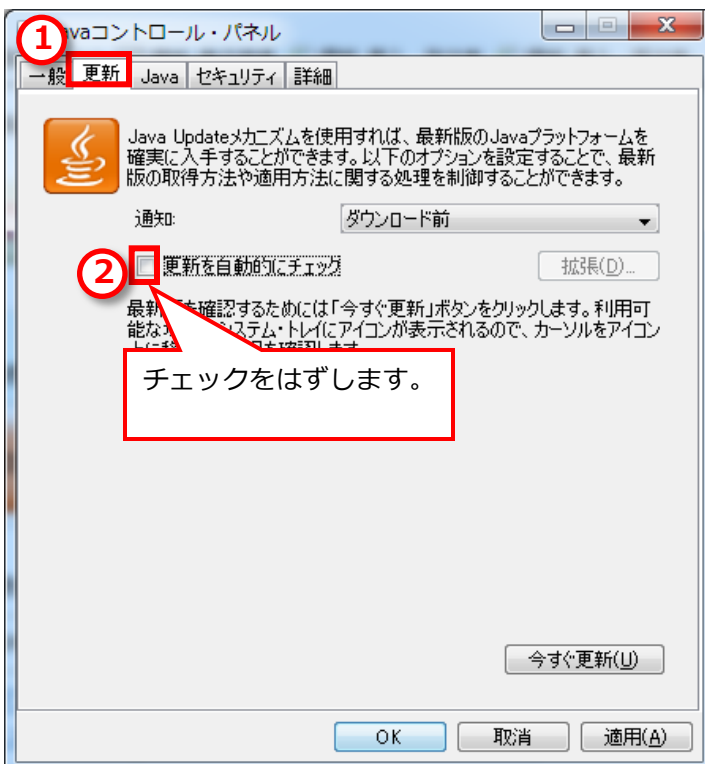 ①
vaコントロール・パネル
一般 更新 Java セキュリティ 詳細
Java Updateメカニズムを使用すれば、最新版のJavaプラットフォームを
確実に入手することができます。以下のオプションを設定することで、最新
版の取得方法や適用方法に関する処理を制御することができます。
通知: ダウンロード前
② 更新を自動的にチェック 拡張(D)...
最新 を確認するためには「今すぐ更新」ボタンをクリックします。利用可
能な システム・トレイにアイコンが表示されるので、カーソルをアイコン
チェックをはずします。
今すぐ更新(U)
OK 取消 適用(A)